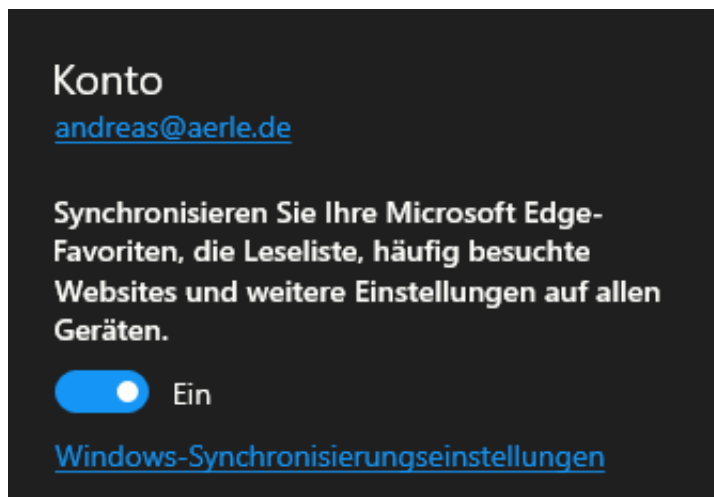 Konto
andreas@aerle.de
Synchronisieren Sie Ihre Microsoft Edge-
Favoriten, die Leseliste, häufig besuchte
Websites und weitere Einstellungen auf allen
Geräten.
Ein
Windows-Synchronisierungseinstellungen